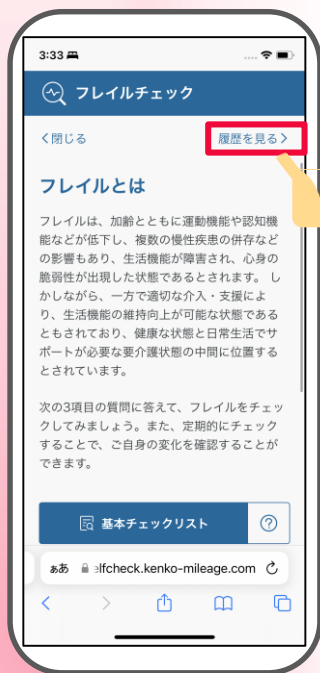 3:33
フレイルチェック
閉じる
履歴を見る
フレイルとは
フレイルは、加齢とともに運動機能や認知機
能などが低下し、複数の慢性疾患の併存など
の影響もあり、生活機能が障害され、心身の
脆弱性が出現した状態であるとされます。し
かしながら、一方で適切な介入・支援によ
り、生活機能の維持向上が可能な状態である
ともされており、健康な状態と日常生活でサ
ポートが必要な要介護状態の中間に位置する
とされています。
次の3項目の質問に答えて、フレイルをチェッ
クしてみましょう。また、定期的にチェック
することで、ご自身の変化を確認することが
できます。
基本チェックリスト
?
ぁあ elfcheck.kenko-mileage.com